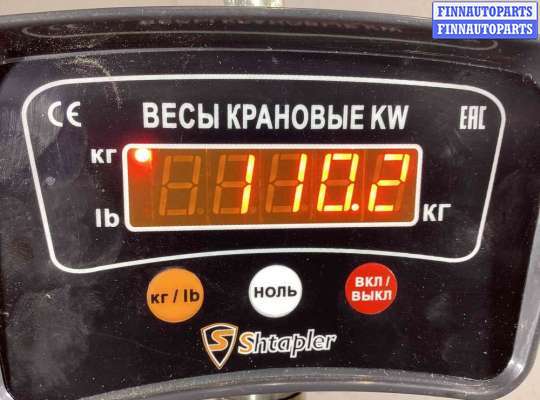 FINNAUTOPARTS
FINNAUTOPARTS
CE ВЕСЫ КРАНОВЫЕ KW EAC
кг
110.2
lb
КГ
кг / lb
НОЛЬ
ВКЛ /
ВЫКЛ
S Shtapler